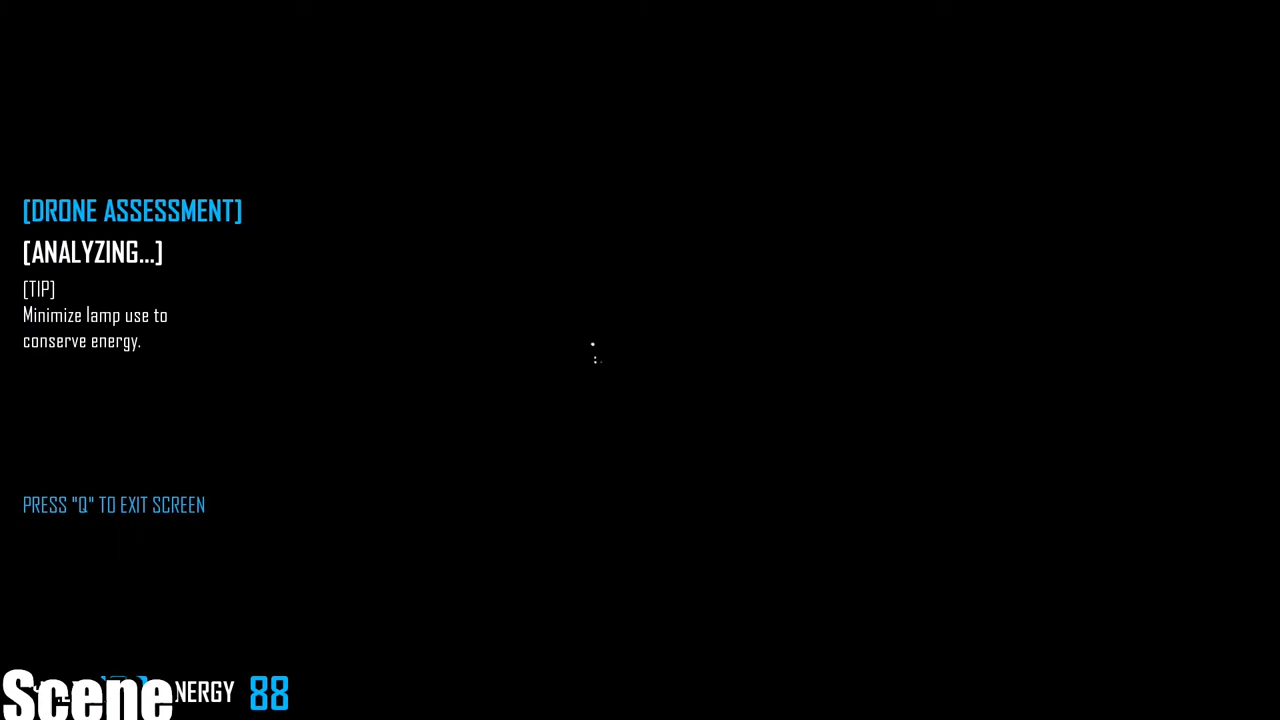 [DRONE ASSESSMENT]
[ANALYZING...]
[TIP]
Minimize lamp use to
conserve energy.
PRESS "Q" TO EXIT SCREEN
Scene
NERGY 88